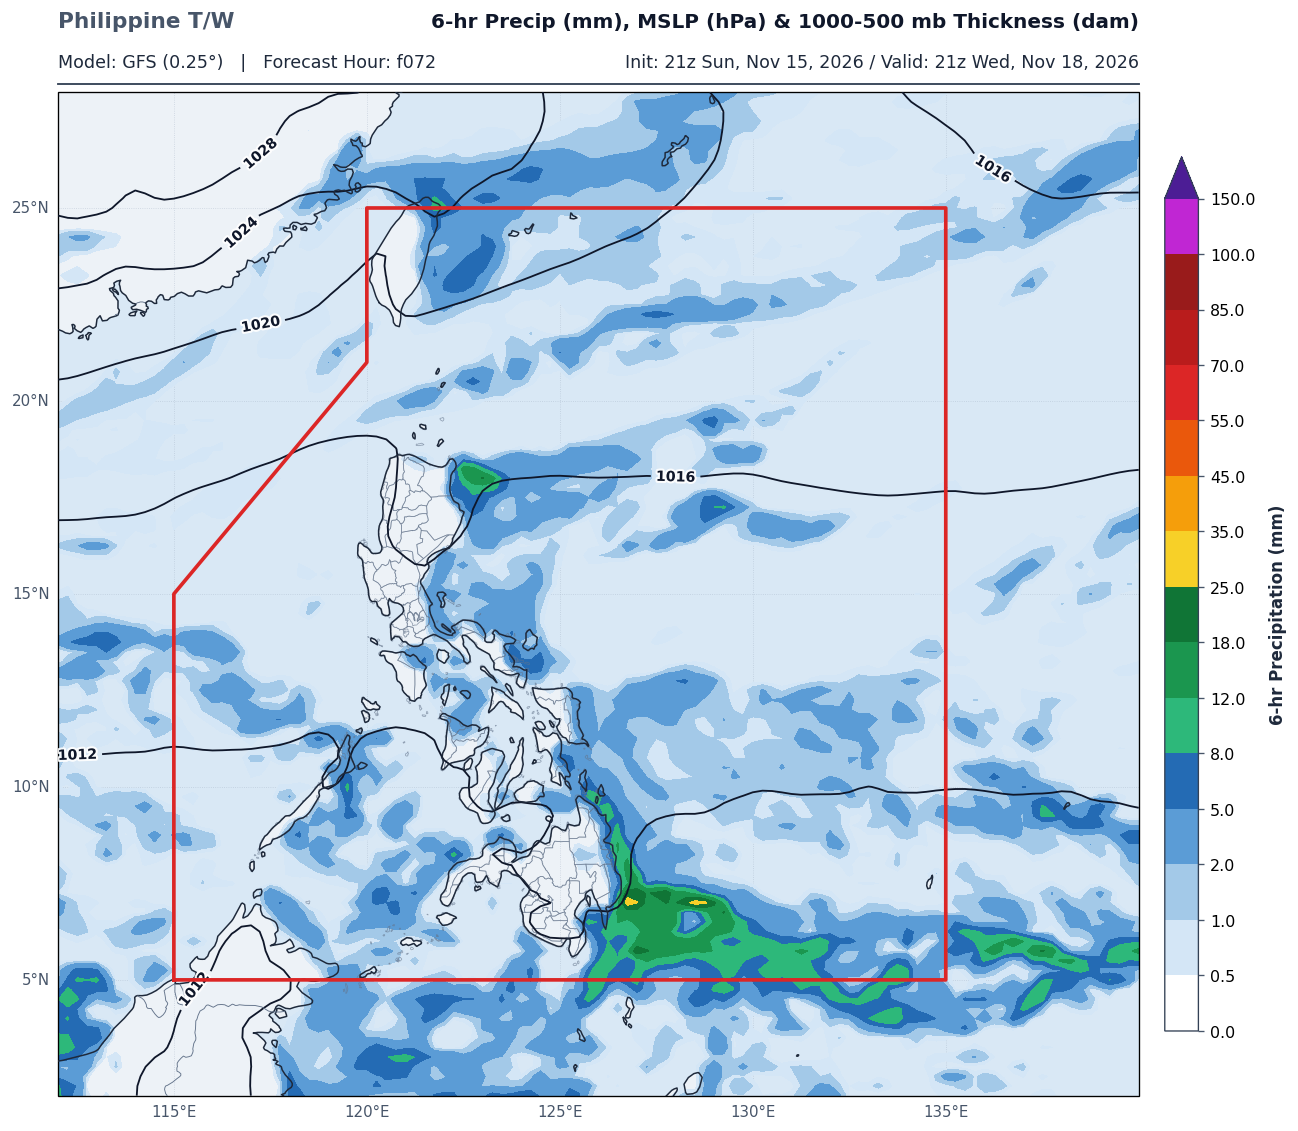 Philippine T/W
6-hr Precip (mm), MSLP (hPa) & 1000-500 mb Thickness (dam)
Model: GFS (0.25°) | Forecast Hour: f072
Init: 21z Sun, Nov 15, 2026 / Valid: 21z Wed, Nov 18, 2026
1028
1024
1020
1016
1016
1012
1012
25°N
20°N
15°N
10°N
5°N
115°E
120°E
125°E
130°E
135°E
150.0
100.0
85.0
70.0
55.0
45.0
35.0
25.0
18.0
12.0
8.0
5.0
2.0
1.0
0.5
0.0
6-hr Precipitation (mm)